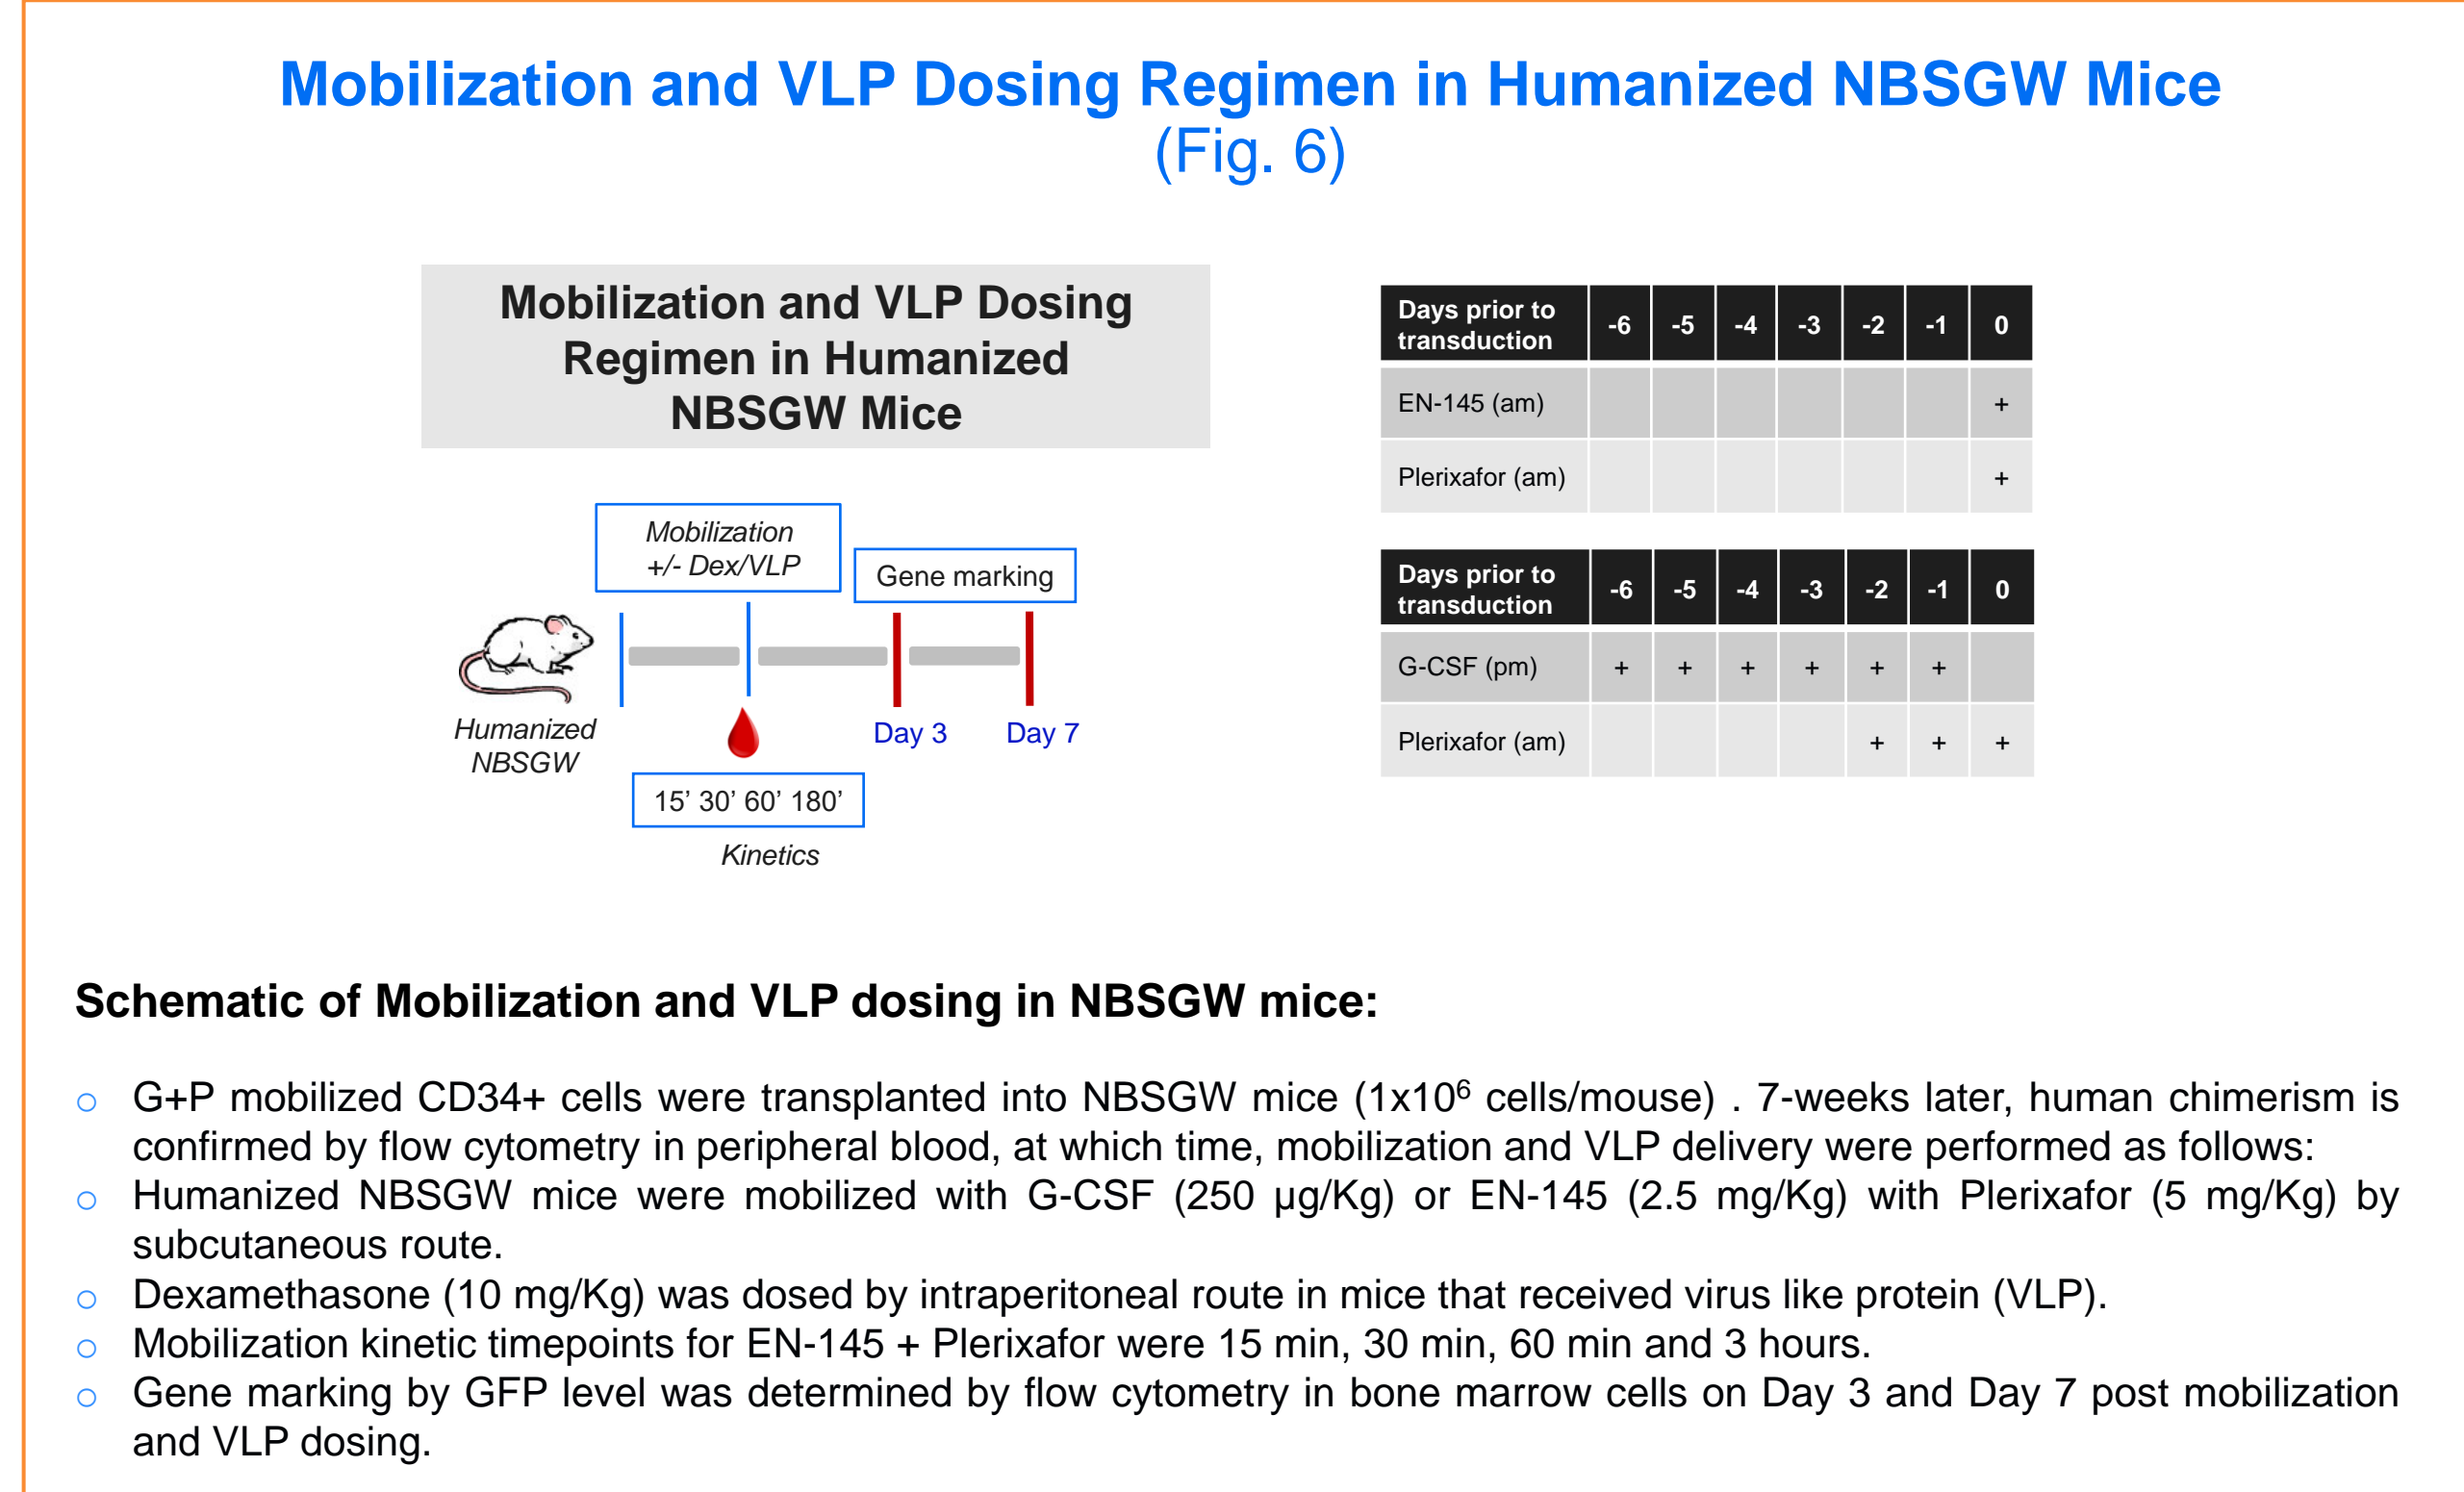 Mobilization and VLP Dosing Regimen in Humanized NBSGW Mice
(Fig. 6)
Mobilization and VLP Dosing
Regimen in Humanized
NBSGW Mice
Mobilization
+/- Dex/VLP
Gene marking
Humanized
NBSGW
Day 3
Day 7
15’ 30’ 60’ 180’
Kinetics
Days prior to
transduction
-6 -5 -4 -3 -2 -1 0
EN-145 (am) +
Plerixafor (am) +
Days prior to
transduction
-6 -5 -4 -3 -2 -1 0
G-CSF (pm) + + + + + +
Plerixafor (am) + + +
Schematic of Mobilization and VLP dosing in NBSGW mice:
○ G+P mobilized CD34+ cells were transplanted into NBSGW mice (1x10⁶ cells/mouse) . 7-weeks later, human chimerism is
confirmed by flow cytometry in peripheral blood, at which time, mobilization and VLP delivery were performed as follows:
○ Humanized NBSGW mice were mobilized with G-CSF (250 µg/Kg) or EN-145 (2.5 mg/Kg) with Plerixafor (5 mg/Kg) by
subcutaneous route.
○ Dexamethasone (10 mg/Kg) was dosed by intraperitoneal route in mice that received virus like protein (VLP).
○ Mobilization kinetic timepoints for EN-145 + Plerixafor were 15 min, 30 min, 60 min and 3 hours.
○ Gene marking by GFP level was determined by flow cytometry in bone marrow cells on Day 3 and Day 7 post mobilization
and VLP dosing.